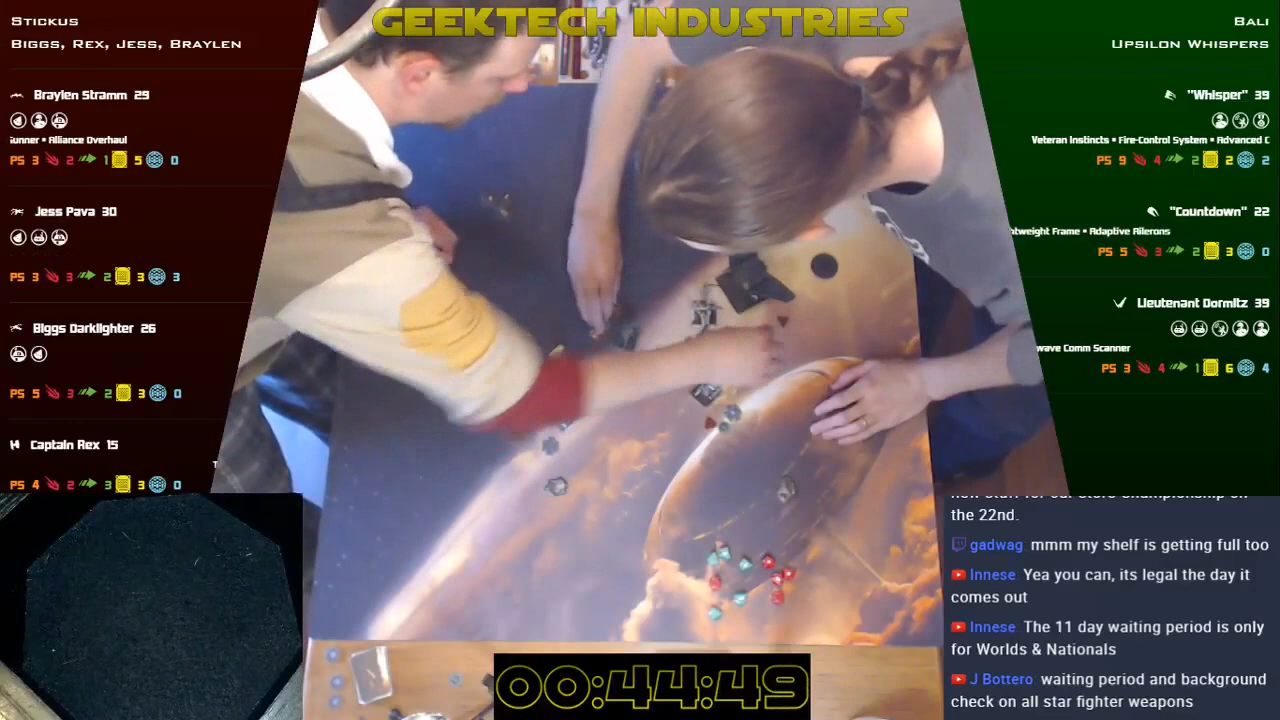 GEEKTECH INDUSTRIES
Stickus
Biggs, Rex, Jess, Braylen
Braylen Stramm 29
unner • Alliance Overhaul
PS 3 2 1 5 0
Jess Pava 30
PS 3 3 2 3 3
Biggs Darklighter 26
PS 5 3 2 3 0
Captain Rex 15
T
PS 4 2 3 3 0
Bali
Upsilon Whispers
"Whisper" 39
Veteran Instincts • Fire-Control System • Advanced C
PS 9 4 2 2 2
"Countdown" 22
htweight Frame • Adaptive Ailerons
PS 5 3 2 3 0
Lieutenant Dormitz 39
wave Comm Scanner
PS 3 4 1 6 4
new stuff for our Store Championship on
the 22nd.
gadwag mmm my shelf is getting full too
Innese Yea you can, its legal the day it
comes out
Innese The 11 day waiting period is only
for Worlds & Nationals
J Bottero waiting period and background
check on all star fighter weapons
00:44:49